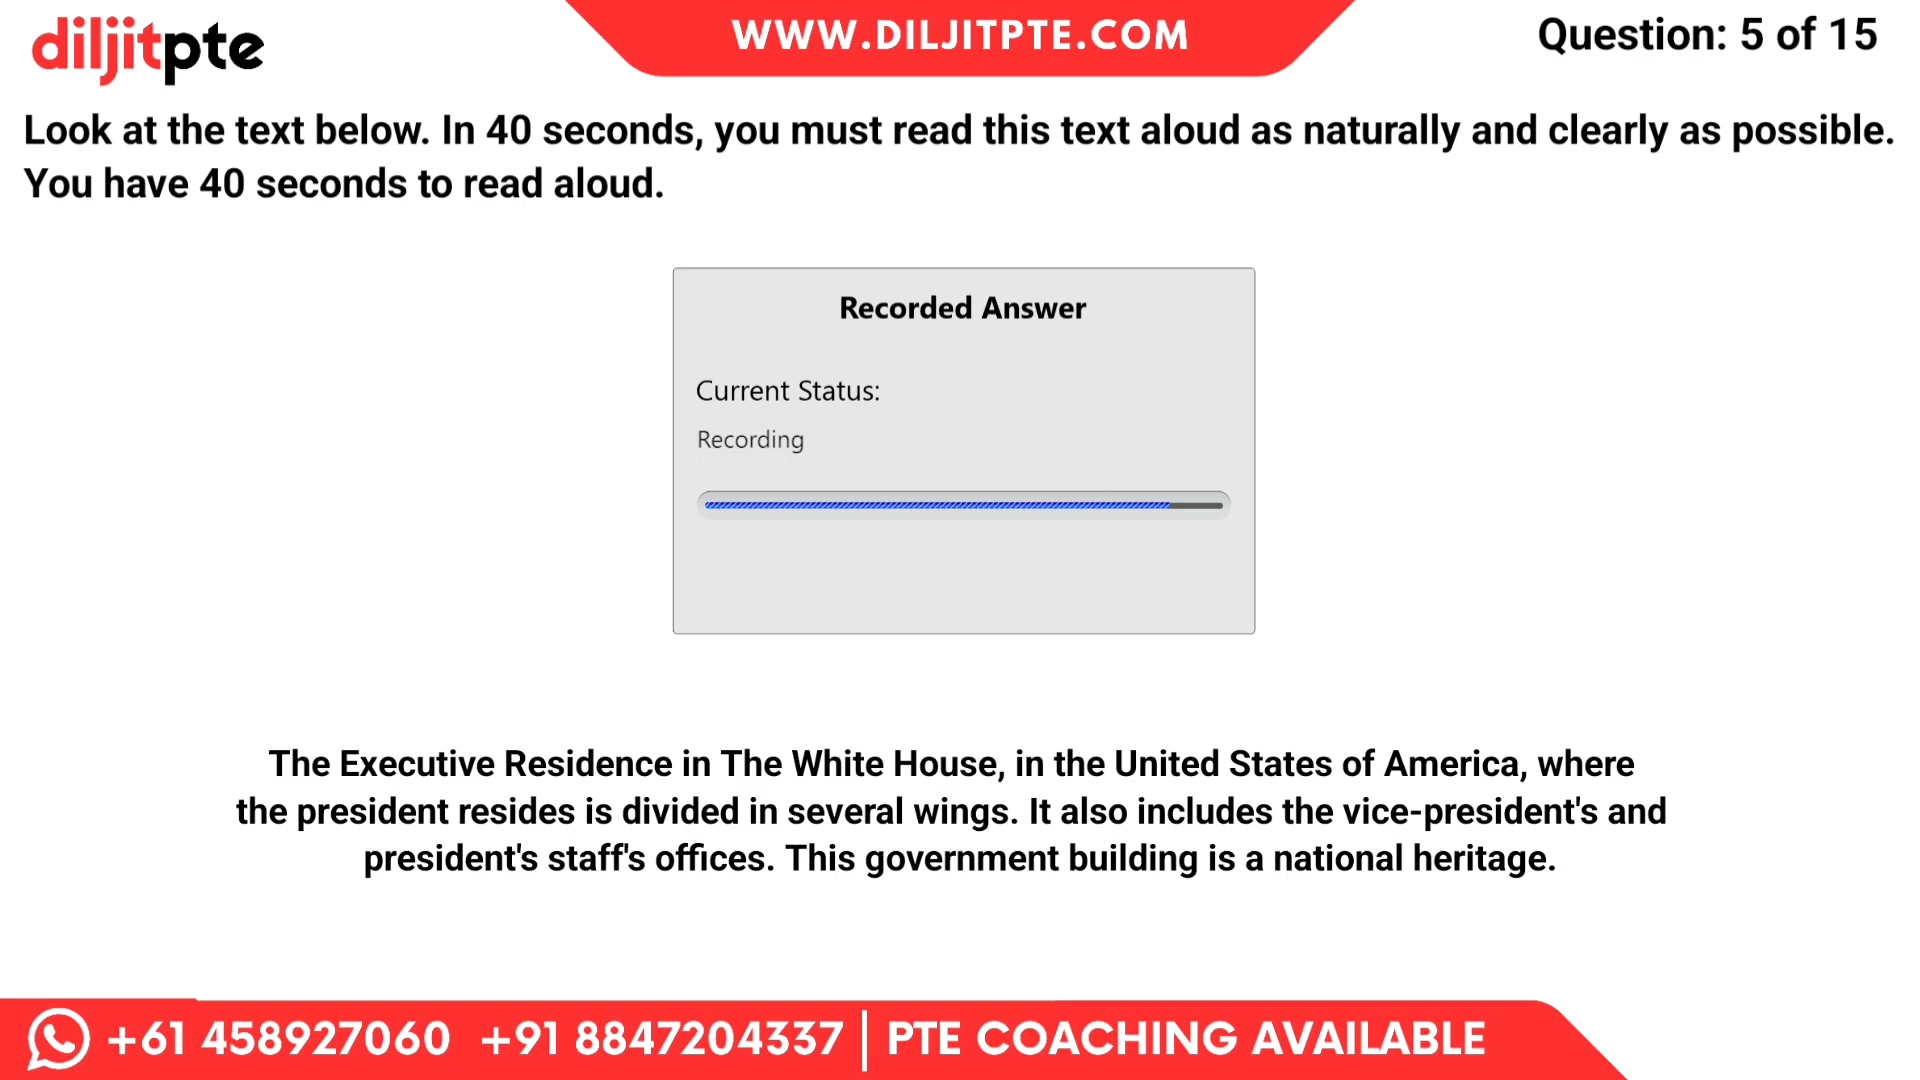 diljitpte
WWW.DILJITPTE.COM
Question: 5 of 15
Look at the text below. In 40 seconds, you must read this text aloud as naturally and clearly as possible.
You have 40 seconds to read aloud.
Recorded Answer
Current Status:
Recording
The Executive Residence in The White House, in the United States of America, where
the president resides is divided in several wings. It also includes the vice-president's and
president's staff's offices. This government building is a national heritage.
+61 458927060 +91 8847204337 | PTE COACHING AVAILABLE